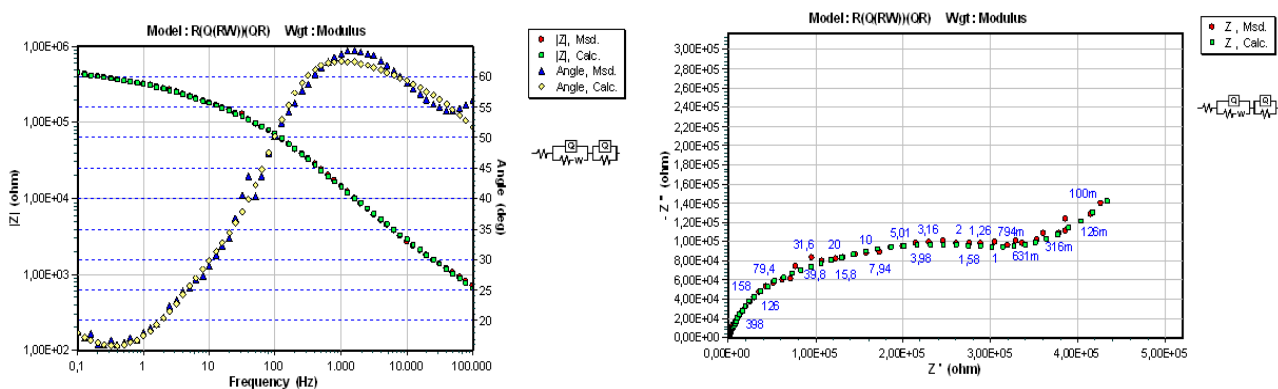 Model : R(Q(RW))(QR) Wgt : Modulus
|Z| (ohm)
1,00E+06
1,00E+05
1,00E+04
1,00E+03
1,00E+02
0,1
1
10
100
1.000
10.000
100.000
Frequency (Hz)
60
55
50
45
40
35
30
25
20
15
Angle (deg)
|Z|, Msd.
|Z|, Calc.
Angle, Msd.
Angle, Calc.
Q
W
Q
Model : R(Q(RW))(QR) Wgt : Modulus
- Z'' (ohm)
3,00E+05
2,80E+05
2,60E+05
2,40E+05
2,20E+05
2,00E+05
1,80E+05
1,60E+05
1,40E+05
1,20E+05
1,00E+05
8,00E+04
6,00E+04
4,00E+04
2,00E+04
0,00E+00
0,00E+00
1,00E+05
2,00E+05
3,00E+05
4,00E+05
5,00E+05
Z ' (ohm)
100m
126m
316m
631m
794m
1
1,26
1,58
2
3,16
3,98
5,01
7,94
10
15,8
20
31,6
39,8
79,4
126
158
398
Z , Msd.
Z , Calc.
Q
W
Q